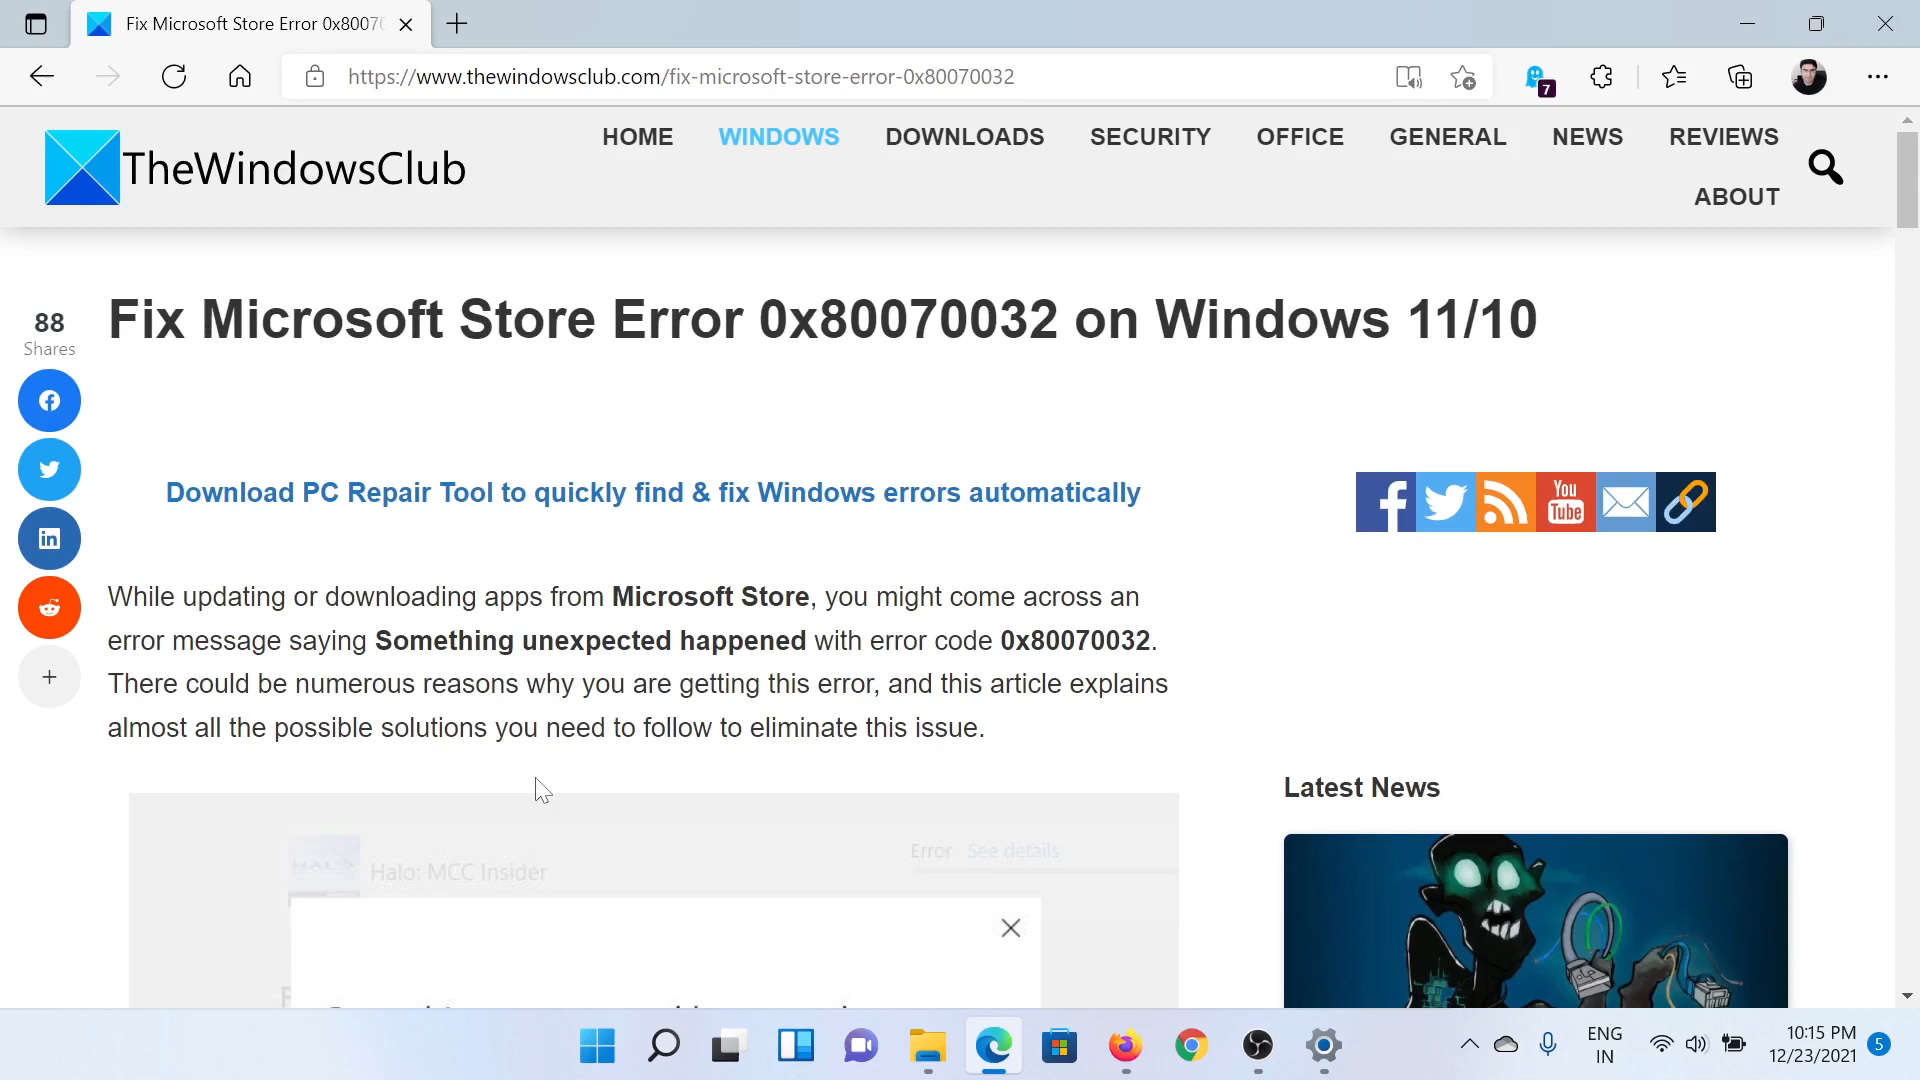 Fix Microsoft Store Error 0x8007
https://www.thewindowsclub.com/fix-microsoft-store-error-0x80070032
7
TheWindowsClub
HOME WINDOWS DOWNLOADS SECURITY OFFICE GENERAL NEWS REVIEWS
ABOUT
Fix Microsoft Store Error 0x80070032 on Windows 11/10
88
Shares
Download PC Repair Tool to quickly find & fix Windows errors automatically
You
Tube
While updating or downloading apps from Microsoft Store, you might come across an
error message saying Something unexpected happened with error code 0x80070032.
There could be numerous reasons why you are getting this error, and this article explains
almost all the possible solutions you need to follow to eliminate this issue.
Latest News
Error See details
HALO
Halo: MCC Insider
ENG
IN
10:15 PM
12/23/2021
5